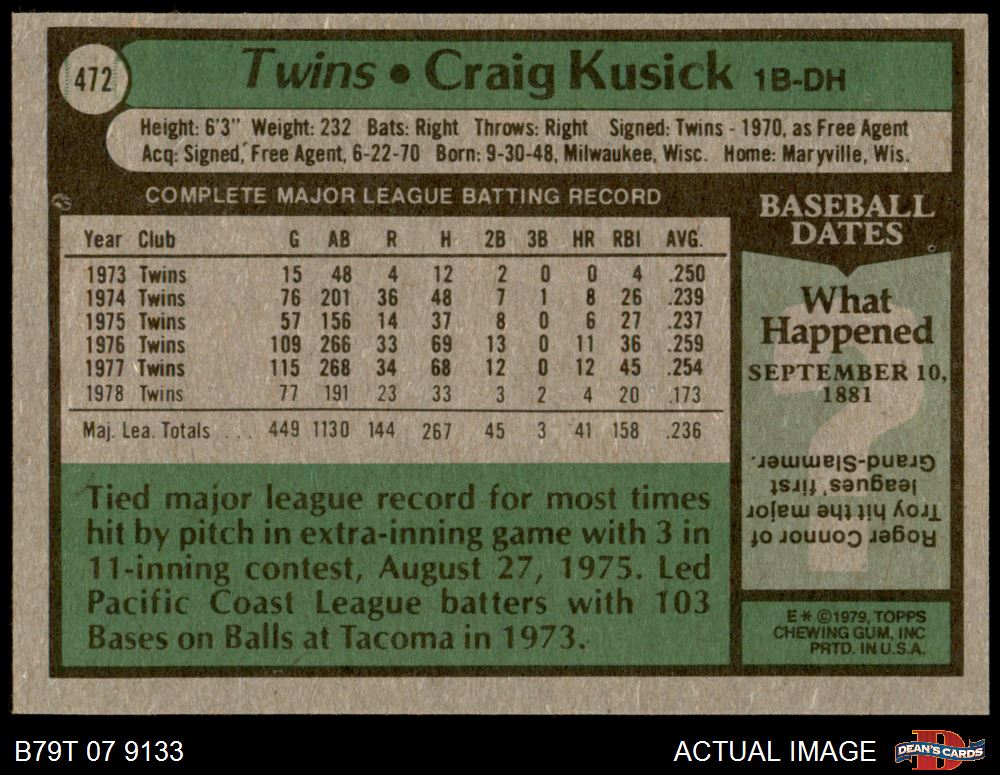 472
Twins • Craig Kusick 1B-DH
Height: 6'3" Weight: 232 Bats: Right Throws: Right Signed: Twins - 1970, as Free Agent
Acq: Signed, Free Agent, 6-22-70 Born: 9-30-48, Milwaukee, Wisc. Home: Maryville, Wis.
COMPLETE MAJOR LEAGUE BATTING RECORD
Year Club G AB R H 2B 3B HR RBI AVG.
1973 Twins 15 48 4 12 2 0 0 4 .250
1974 Twins 76 201 36 48 7 1 8 26 .239
1975 Twins 57 156 14 37 8 0 6 27 .237
1976 Twins 109 266 33 69 13 0 11 36 .259
1977 Twins 115 268 34 68 12 0 12 45 .254
1978 Twins 77 191 23 33 3 2 4 20 .173
Maj. Lea. Totals ... 449 1130 144 267 45 3 41 158 .236
Tied major league record for most times
hit by pitch in extra-inning game with 3 in
11-inning contest, August 27, 1975. Led
Pacific Coast League batters with 103
Bases on Balls at Tacoma in 1973.
BASEBALL
DATES
What
Happened
SEPTEMBER 10,
1881
Roger Connor of
Troy hit the major
leagues' first
Grand-Slammer.
E * ©1979, TOPPS
CHEWING GUM, INC
PRTD. IN U.S.A.
B79T 07 9133
ACTUAL IMAGE
D
DEAN'S CARDS